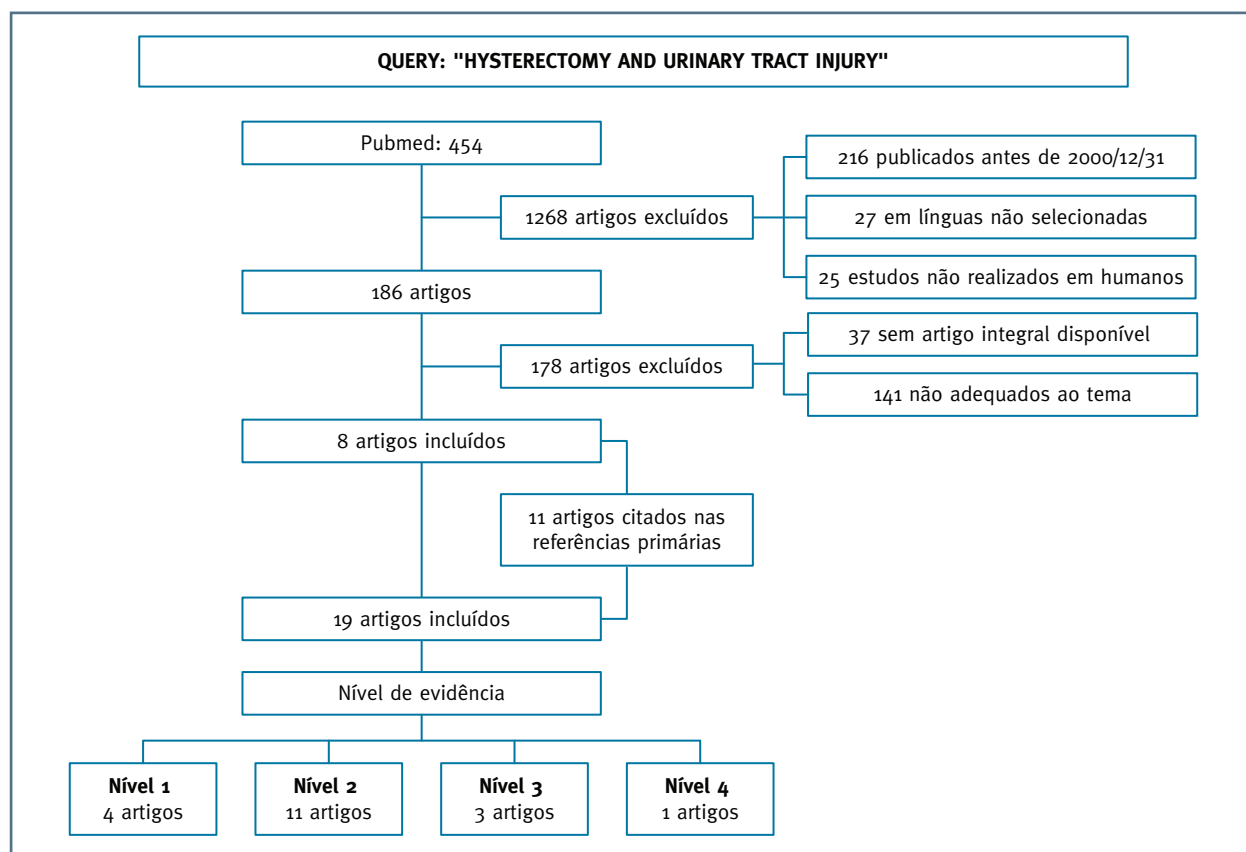 QUERY: "HYSTERECTOMY AND URINARY TRACT INJURY"
Pubmed: 454
1268 artigos excluídos
216 publicados antes de 2000/12/31
27 em línguas não selecionadas
25 estudos não realizados em humanos
186 artigos
178 artigos excluídos
37 sem artigo integral disponível
141 não adequados ao tema
8 artigos incluídos
11 artigos citados nas
referências primárias
19 artigos incluídos
Nível de evidência
Nível 1
4 artigos
Nível 2
11 artigos
Nível 3
3 artigos
Nível 4
1 artigos